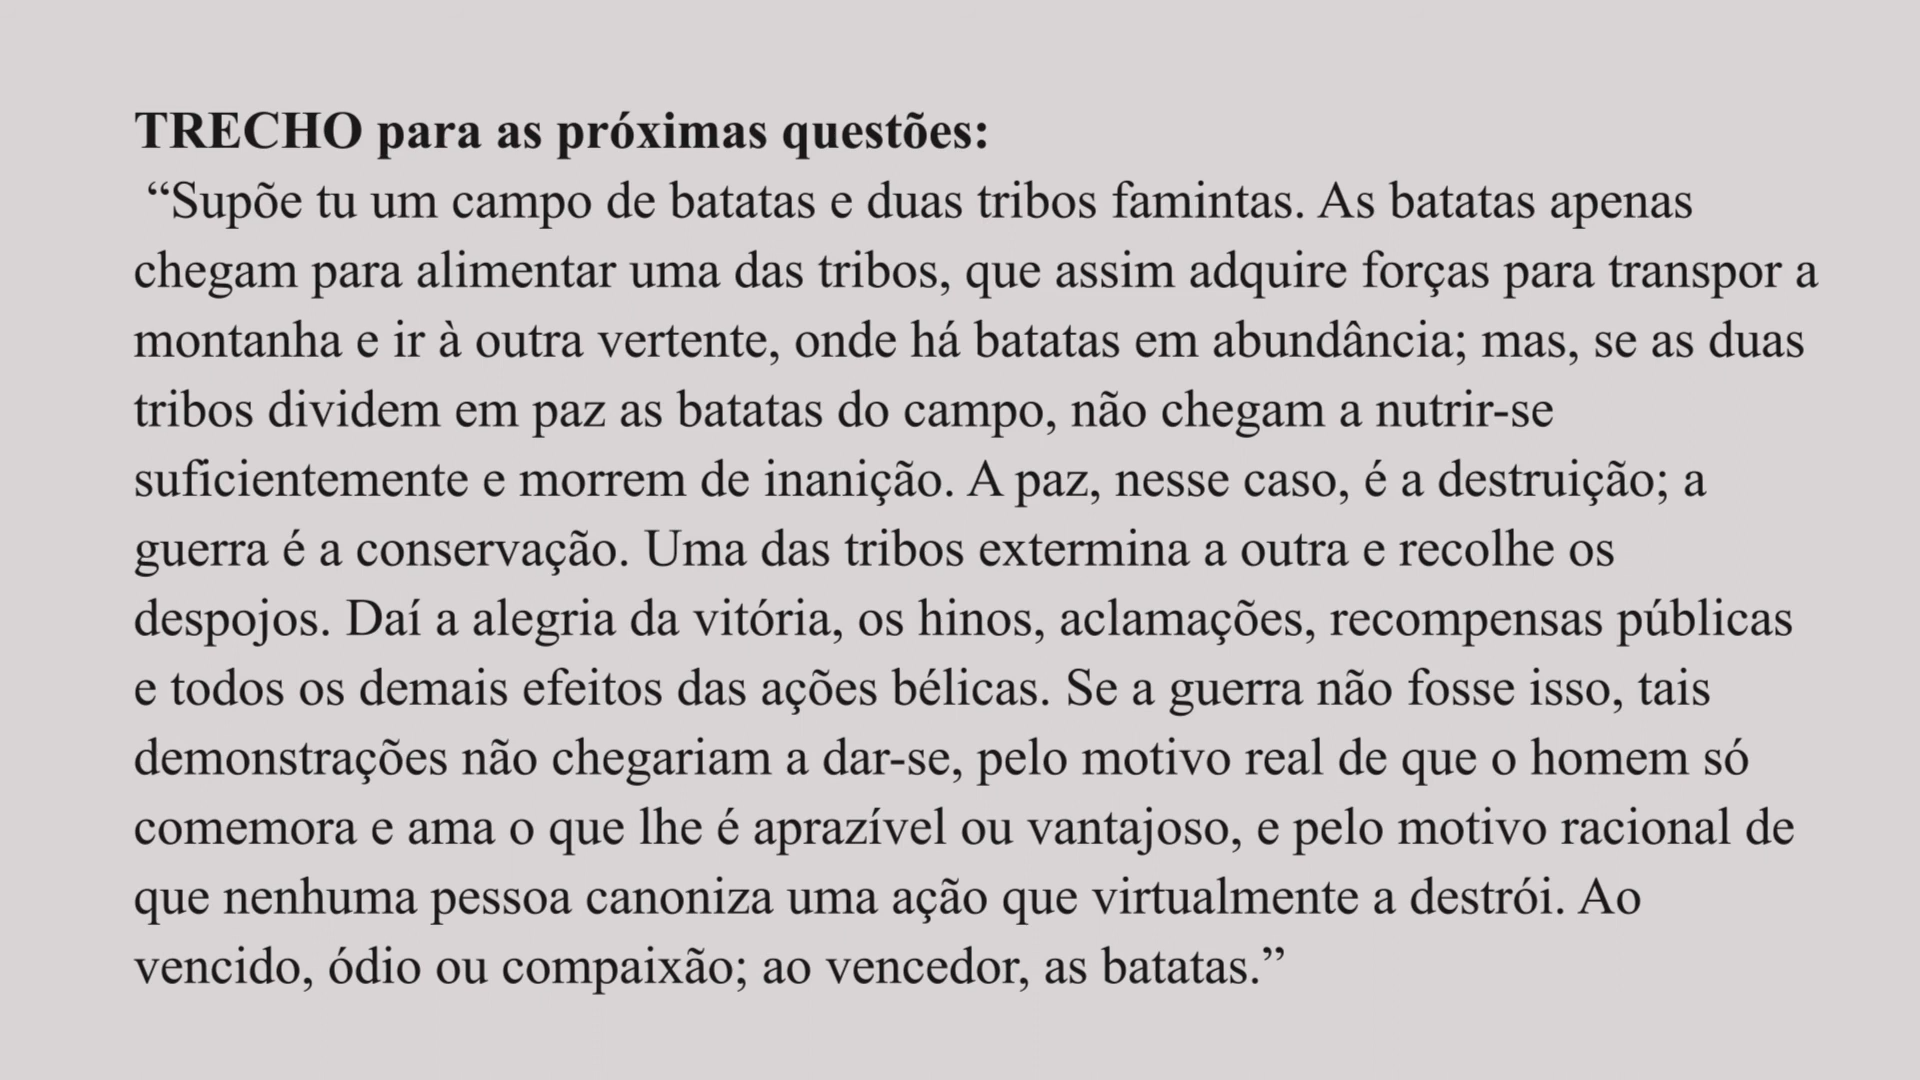 TRECHO para as próximas questões:
“Supõe tu um campo de batatas e duas tribos famintas. As batatas apenas
chegam para alimentar uma das tribos, que assim adquire forças para transpor a
montanha e ir à outra vertente, onde há batatas em abundância; mas, se as duas
tribos dividem em paz as batatas do campo, não chegam a nutrir-se
suficientemente e morrem de inanição. A paz, nesse caso, é a destruição; a
guerra é a conservação. Uma das tribos extermina a outra e recolhe os
despojos. Daí a alegria da vitória, os hinos, aclamações, recompensas públicas
e todos os demais efeitos das ações bélicas. Se a guerra não fosse isso, tais
demonstrações não chegariam a dar-se, pelo motivo real de que o homem só
comemora e ama o que lhe é aprazível ou vantajoso, e pelo motivo racional de
que nenhuma pessoa canoniza uma ação que virtualmente a destrói. Ao
vencido, ódio ou compaixão; ao vencedor, as batatas.”